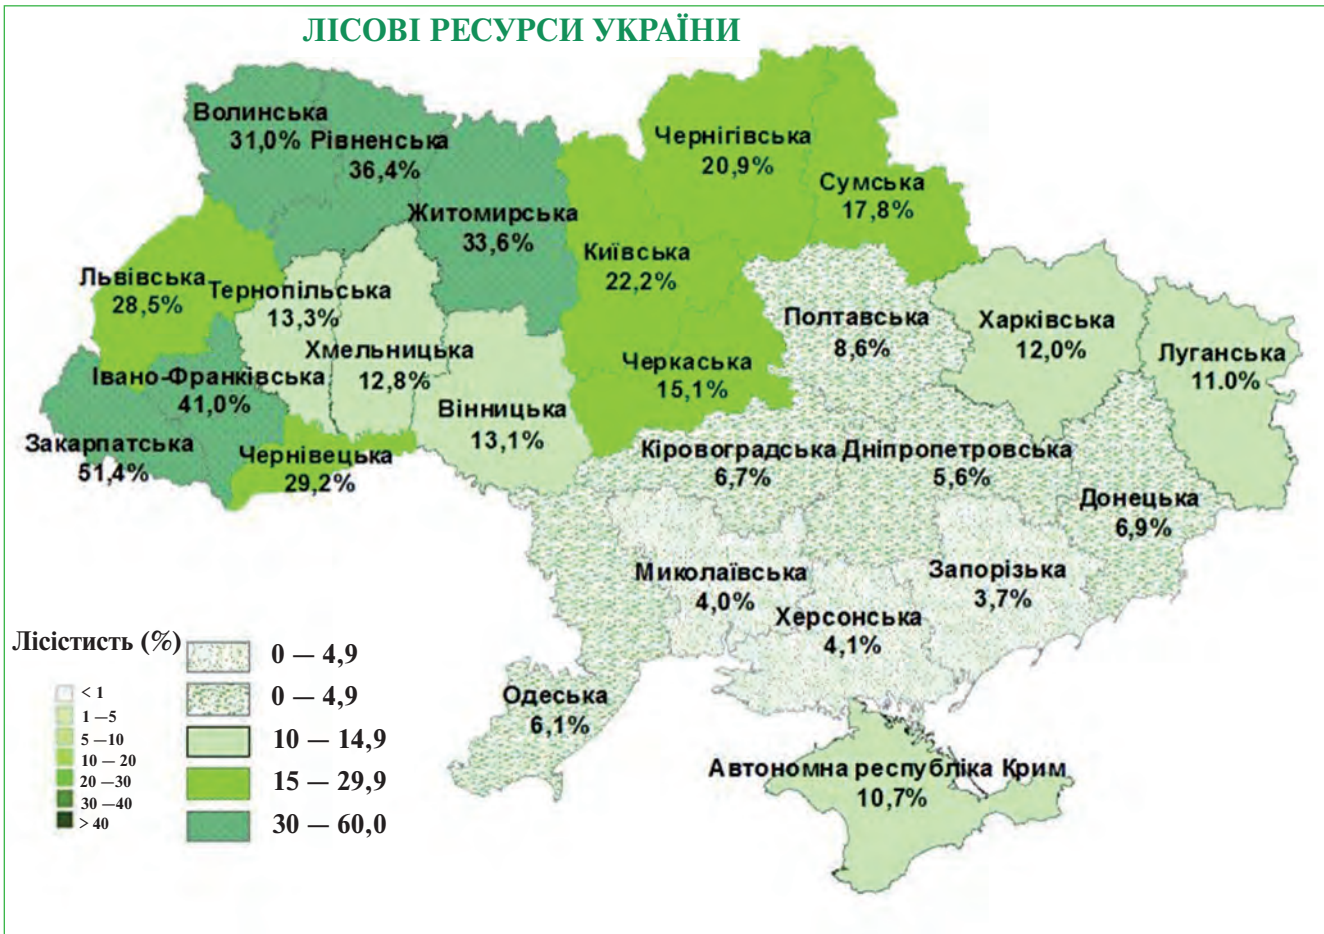 ЛІСОВІ РЕСУРСИ УКРАЇНИ
Волинська
31,0%
Рівненська
36,4%
Житомирська
33,6%
Чернігівська
20,9%
Сумська
17,8%
Київська
22,2%
Львівська
28,5%
Тернопільська
13,3%
Хмельницька
12,8%
Івано-Франківська
41,0%
Закарпатська
51,4%
Чернівецька
29,2%
Вінницька
13,1%
Черкаська
15,1%
Полтавська
8,6%
Харківська
12,0%
Луганська
11.0%
Кіровоградська
6,7%
Дніпропетровська
5,6%
Донецька
6,9%
Миколаївська
4,0%
Херсонська
4,1%
Запорізька
3,7%
Одеська
6,1%
Автономна республіка Крим
10,7%
Лісістисть (%)
< 1
1 —5
5 —10
10 — 20
20 —30
30 —40
> 40
0 — 4,9
0 — 4,9
10 — 14,9
15 — 29,9
30 — 60,0